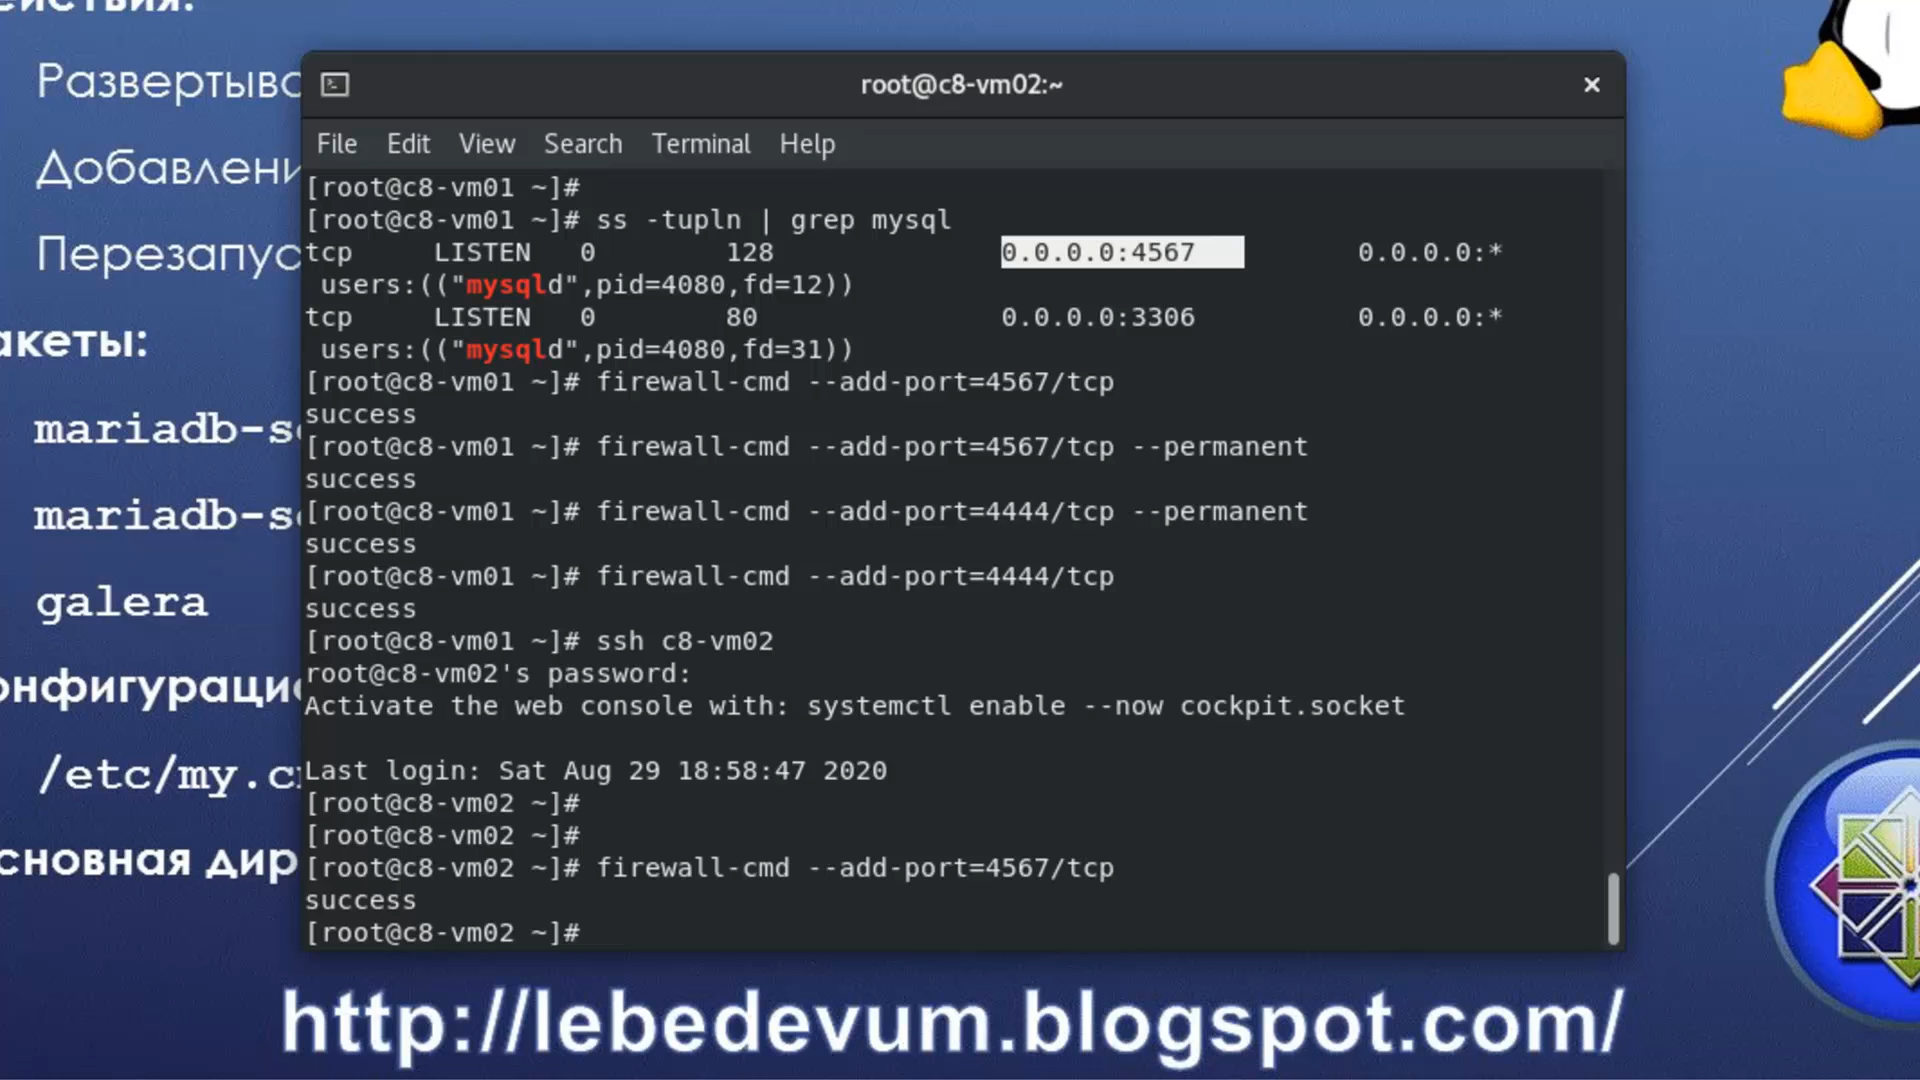 Развертыва
Добавлени
Перезапус
акеты:
mariadb-se
mariadb-se
galera
онфигурацио
/etc/my.cn
сновная дир
root@c8-vm02:~
File Edit View Search Terminal Help
[root@c8-vm01 ~]#
[root@c8-vm01 ~]# ss -tupln | grep mysql
tcp LISTEN 0 128 0.0.0.0:4567 0.0.0.0:*
users:(("mysqld",pid=4080,fd=12))
tcp LISTEN 0 80 0.0.0.0:3306 0.0.0.0:*
users:(("mysqld",pid=4080,fd=31))
[root@c8-vm01 ~]# firewall-cmd --add-port=4567/tcp
success
[root@c8-vm01 ~]# firewall-cmd --add-port=4567/tcp --permanent
success
[root@c8-vm01 ~]# firewall-cmd --add-port=4444/tcp --permanent
success
[root@c8-vm01 ~]# firewall-cmd --add-port=4444/tcp
success
[root@c8-vm01 ~]# ssh c8-vm02
root@c8-vm02's password:
Activate the web console with: systemctl enable --now cockpit.socket
Last login: Sat Aug 29 18:58:47 2020
[root@c8-vm02 ~]#
[root@c8-vm02 ~]#
[root@c8-vm02 ~]# firewall-cmd --add-port=4567/tcp
success
[root@c8-vm02 ~]#
http://lebedevum.blogspot.com/